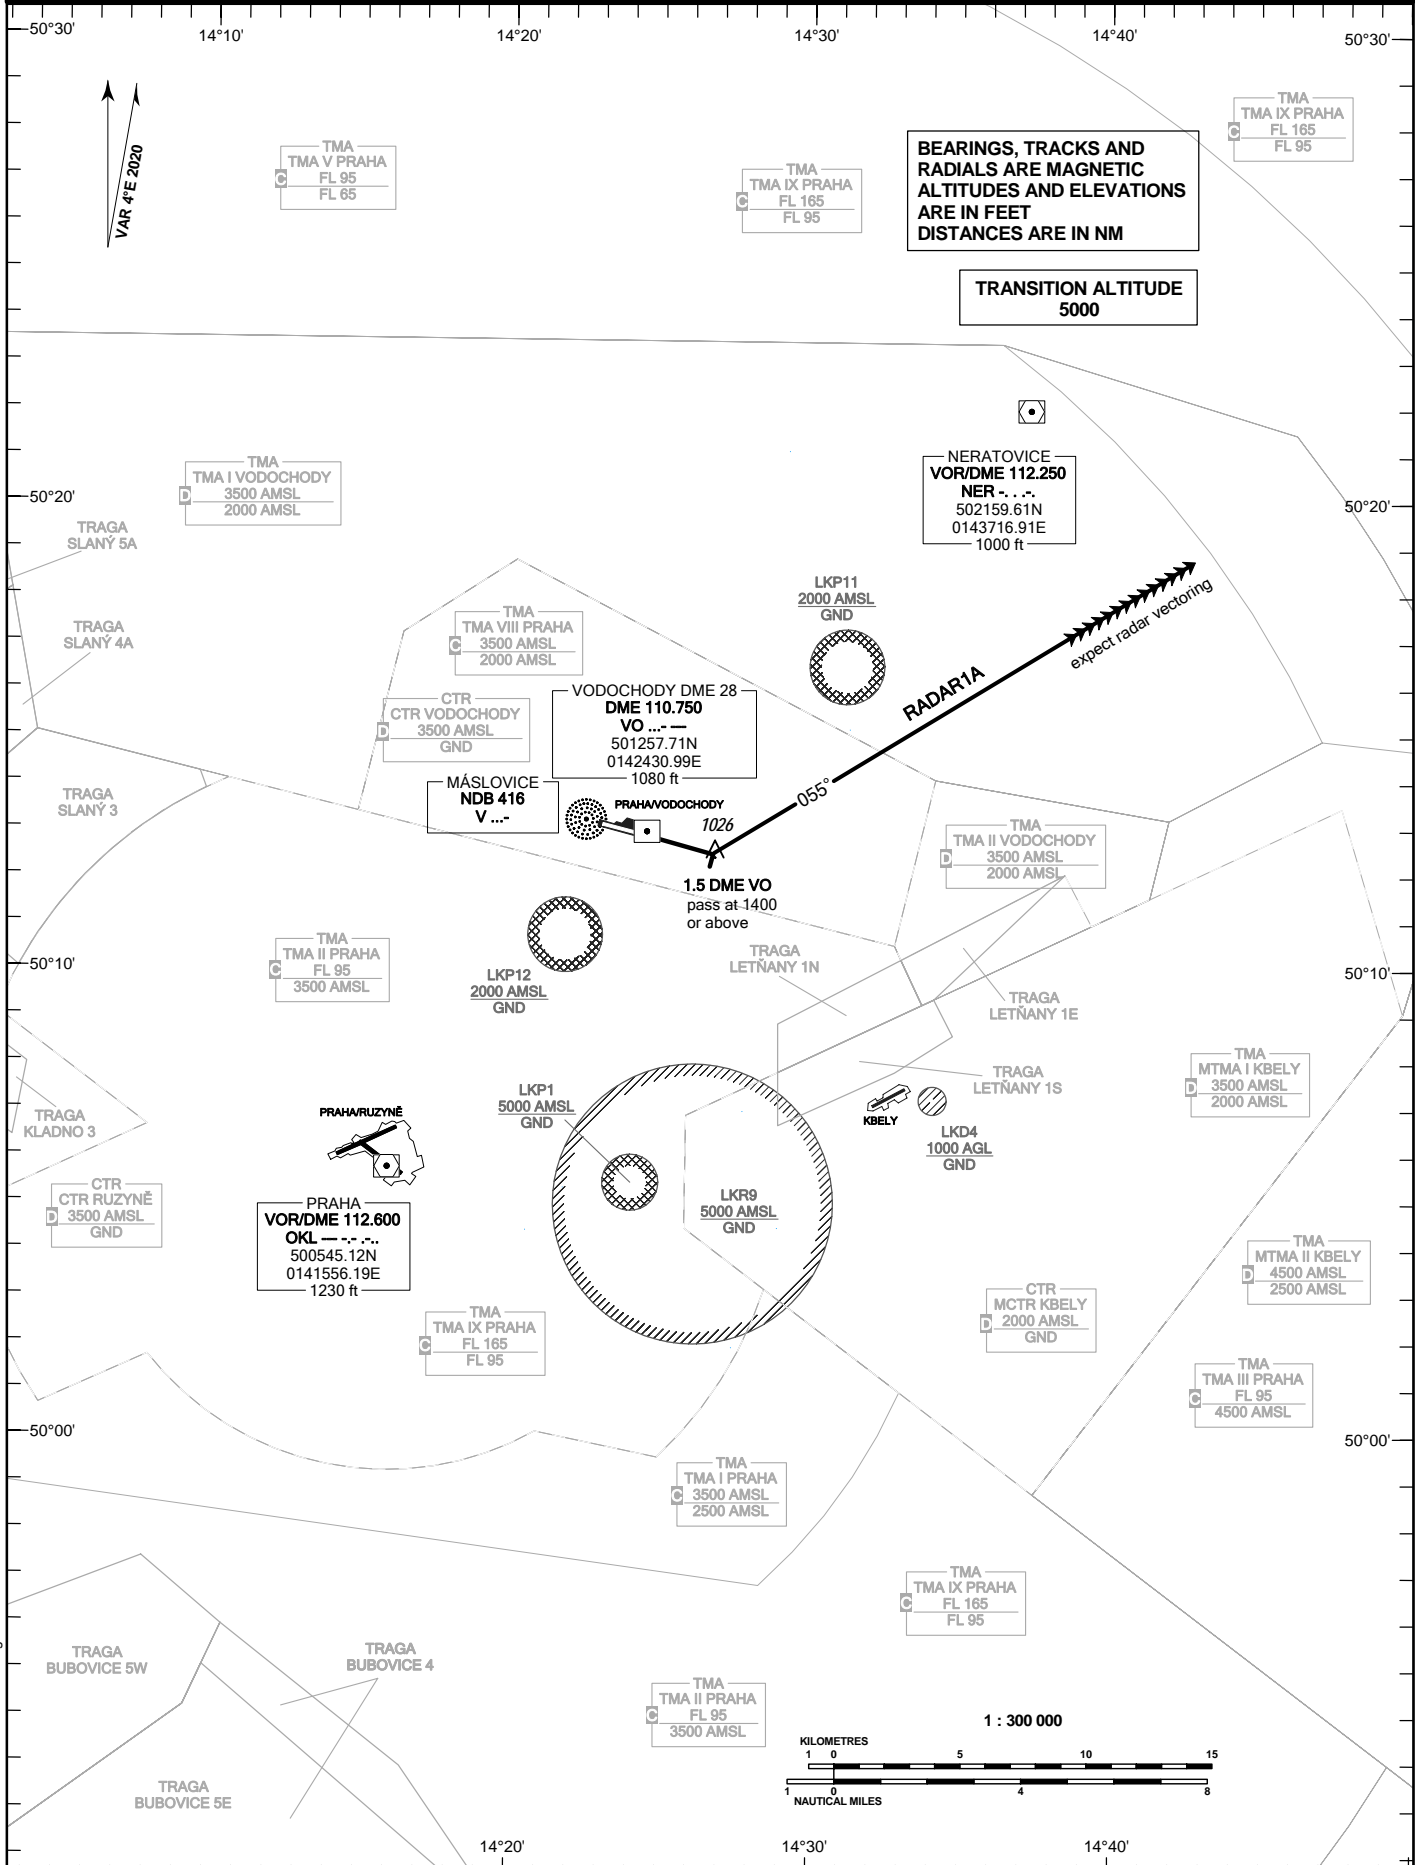 50°30'
14°10'
14°20'
14°30'
14°40'
50°30'
VAR 4°E 2020
TMA
TMA V PRAHA
C
FL 95
FL 65
TMA
TMA IX PRAHA
C
FL 165
FL 95
BEARINGS, TRACKS AND
RADIALS ARE MAGNETIC
ALTITUDES AND ELEVATIONS
ARE IN FEET
DISTANCES ARE IN NM
TMA
TMA IX PRAHA
C
FL 165
FL 95
TRANSITION ALTITUDE
5000
NERATOVICE
VOR/DME 112.250
NER -. . .-.
502159.61N
0143716.91E
1000 ft
50°20'
TMA
TMA I VODOCHODY
D
3500 AMSL
2000 AMSL
50°20'
TRAGA
SLANÝ 5A
TRAGA
SLANÝ 4A
TMA
TMA VIII PRAHA
C
3500 AMSL
2000 AMSL
LKP11
2000 AMSL
GND
expect radar vectoring
RADAR1A
055°
CTR
CTR VODOCHODY
D
3500 AMSL
GND
VODOCHODY DME 28
DME 110.750
VO ...- ---
501257.71N
0142430.99E
1080 ft
MÁSLOVICE
NDB 416
V ...-
PRAHA/VODOCHODY
1026
1.5 DME VO
pass at 1400
or above
TRAGA
SLANÝ 3
TMA
TMA II VODOCHODY
D
3500 AMSL
2000 AMSL
50°10'
TMA
TMA II PRAHA
C
FL 95
3500 AMSL
LKP12
2000 AMSL
GND
TRAGA
LETŇANY 1N
50°10'
TRAGA
LETŇANY 1E
TRAGA
LETŇANY 1S
TMA
MTMA I KBELY
D
3500 AMSL
2000 AMSL
TRAGA
KLADNO 3
PRAHA/RUZYNĚ
LKP1
5000 AMSL
GND
KBELY
LKD4
1000 AGL
GND
CTR
CTR RUZYNĚ
D
3500 AMSL
GND
PRAHA
VOR/DME 112.600
OKL --- -.- .-..
500545.12N
0141556.19E
1230 ft
LKR9
5000 AMSL
GND
TMA
MTMA II KBELY
D
4500 AMSL
2500 AMSL
TMA
TMA IX PRAHA
C
FL 165
FL 95
CTR
MCTR KBELY
D
2000 AMSL
GND
TMA
TMA III PRAHA
C
FL 95
4500 AMSL
50°00'
50°00'
TMA
TMA I PRAHA
C
3500 AMSL
2500 AMSL
TMA
TMA IX PRAHA
C
FL 165
FL 95
TRAGA
BUBOVICE 5W
TRAGA
BUBOVICE 4
TMA
TMA II PRAHA
C
FL 95
3500 AMSL
TRAGA
BUBOVICE 5E
1 : 300 000
KILOMETRES
1 0 5 10 15
1 0 4 8
NAUTICAL MILES
14°20'
14°30'
14°40'